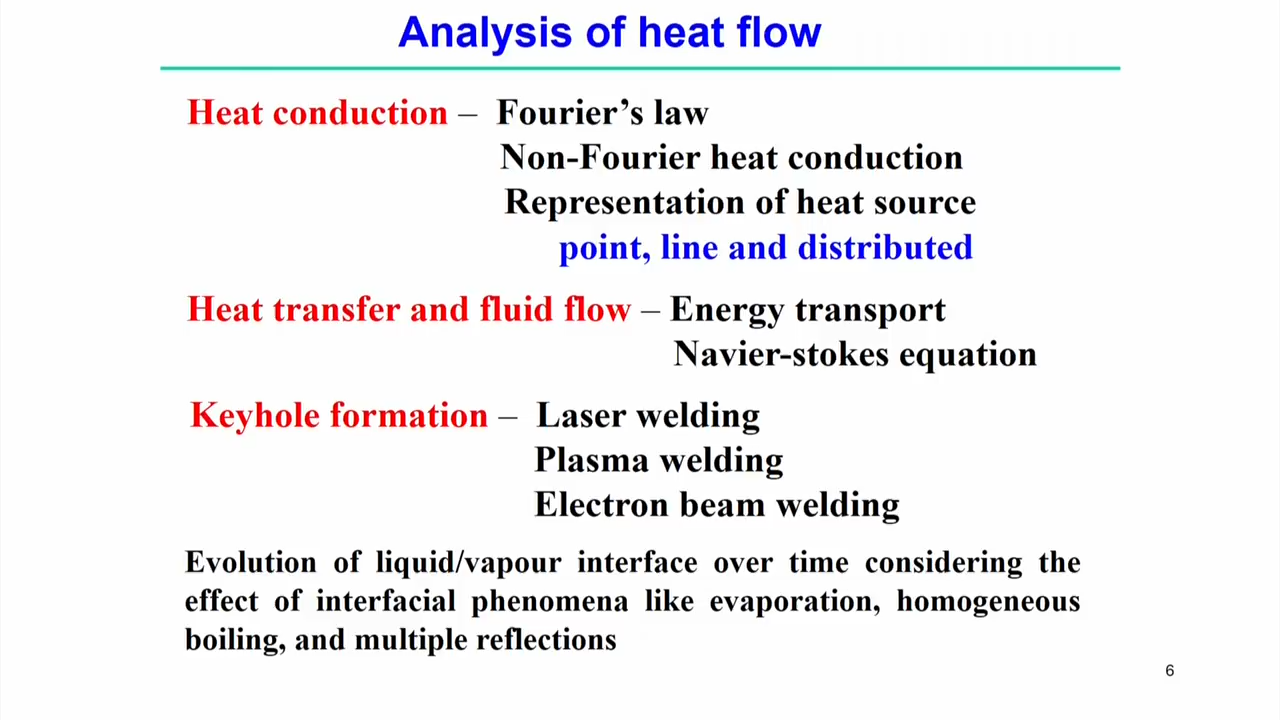 Analysis of heat flow
Heat conduction – Fourier’s law
Non-Fourier heat conduction
Representation of heat source
point, line and distributed
Heat transfer and fluid flow – Energy transport
Navier-stokes equation
Keyhole formation – Laser welding
Plasma welding
Electron beam welding
Evolution of liquid/vapour interface over time considering the
effect of interfacial phenomena like evaporation, homogeneous
boiling, and multiple reflections
6